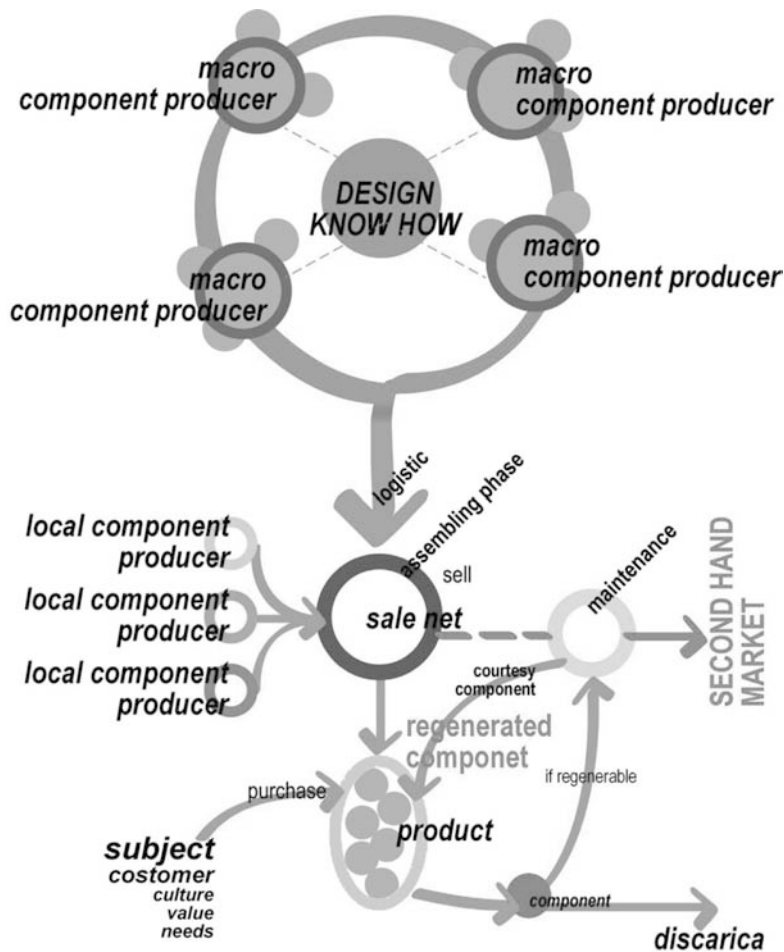 macro
component producer
macro
component producer
DESIGN
KNOW HOW
macro
component producer
macro
component producer
logistic
assembling phase
sell
sale net
local component
producer
local component
producer
local component
producer
maintenance
SECOND HAND
MARKET
courtesy
component
regenerated
componet
if regenerable
purchase
product
subject
costomer
culture
value
needs
component
discarica